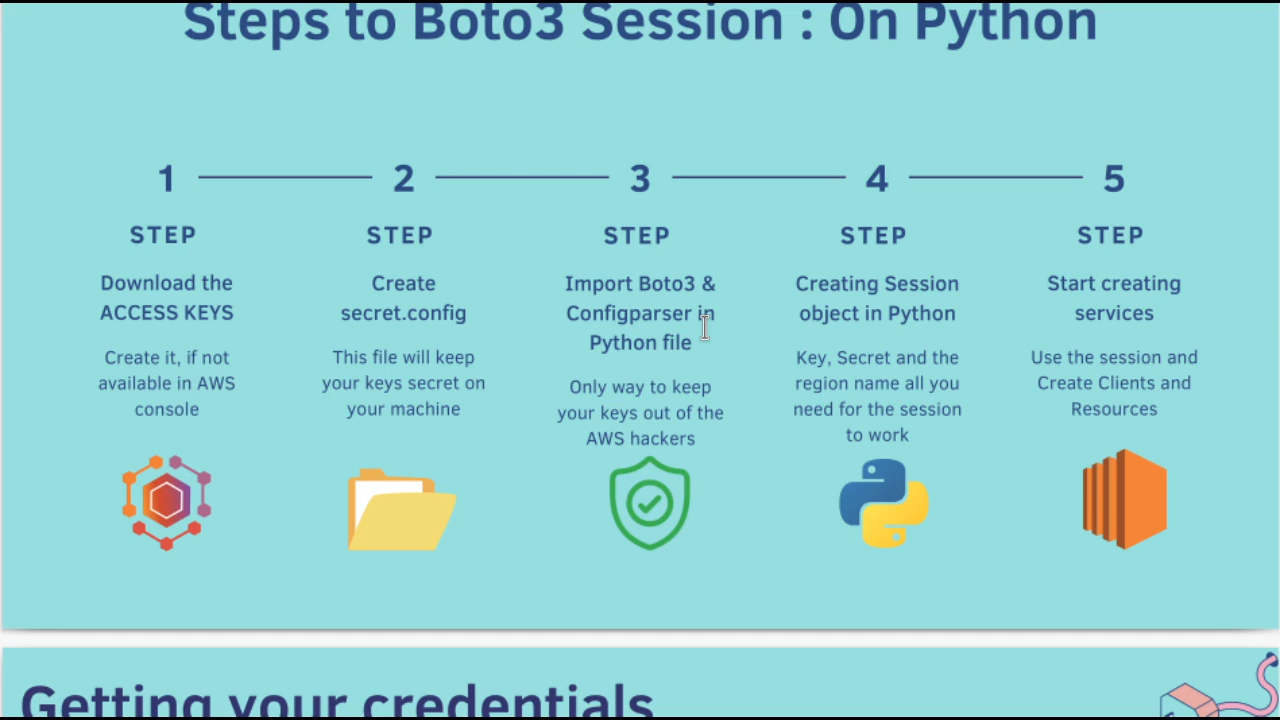 Steps to Boto3 Session : On Python
1
2
3
4
5
STEP
STEP
STEP
STEP
STEP
Download the
ACCESS KEYS
Create it, if not
available in AWS
console
Create
secret.config
This file will keep
your keys secret on
your machine
Import Boto3 &
Configparser in
Python file
Only way to keep
your keys out of the
AWS hackers
Creating Session
object in Python
Key, Secret and the
region name all you
need for the session
to work
Start creating
services
Use the session and
Create Clients and
Resources
Getting your credentials